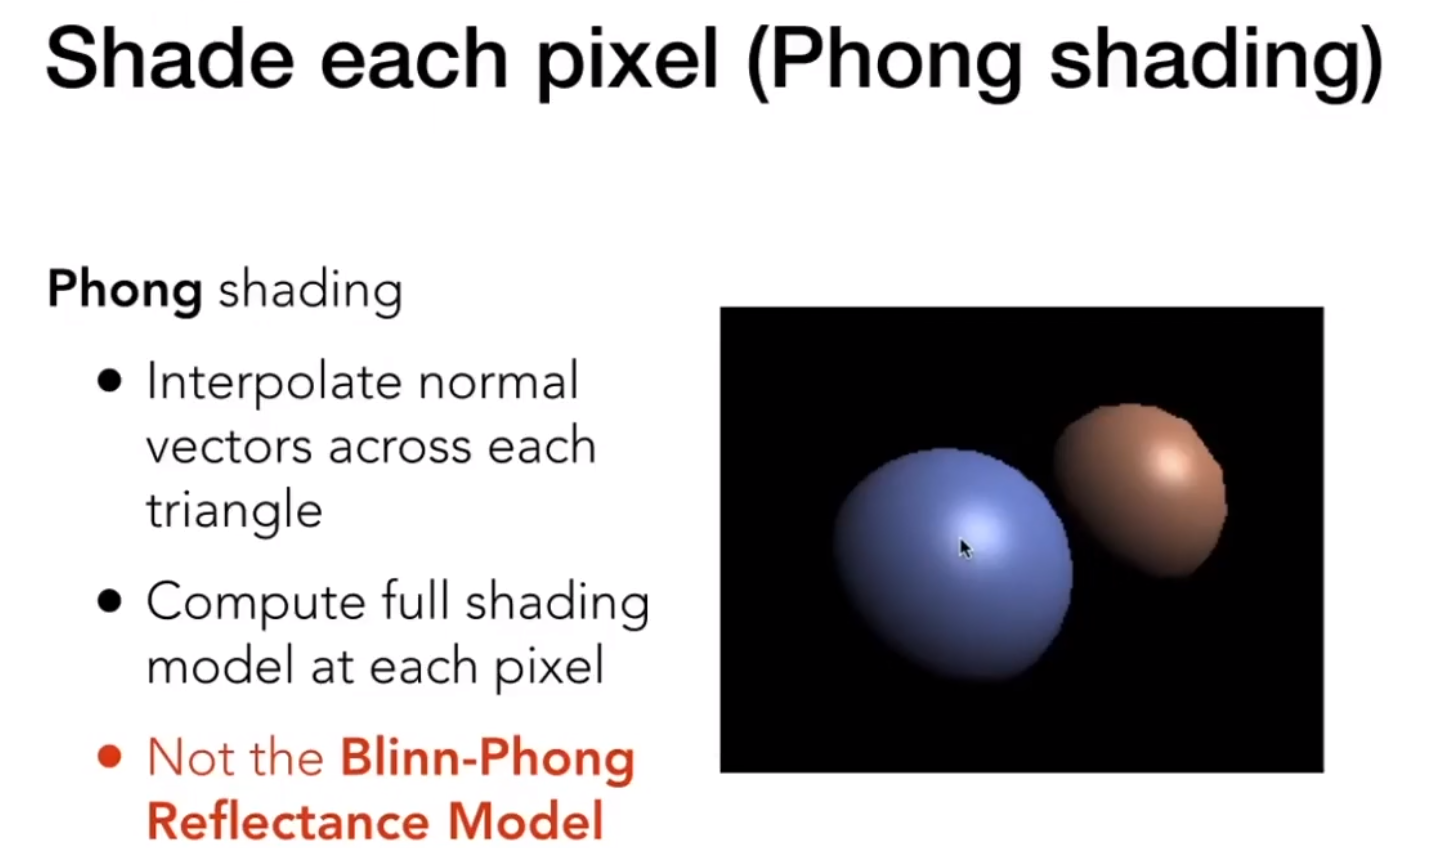 Shade each pixel (Phong shading)
Phong shading
• Interpolate normal
vectors across each
triangle
• Compute full shading
model at each pixel
• Not the Blinn-Phong
Reflectance Model